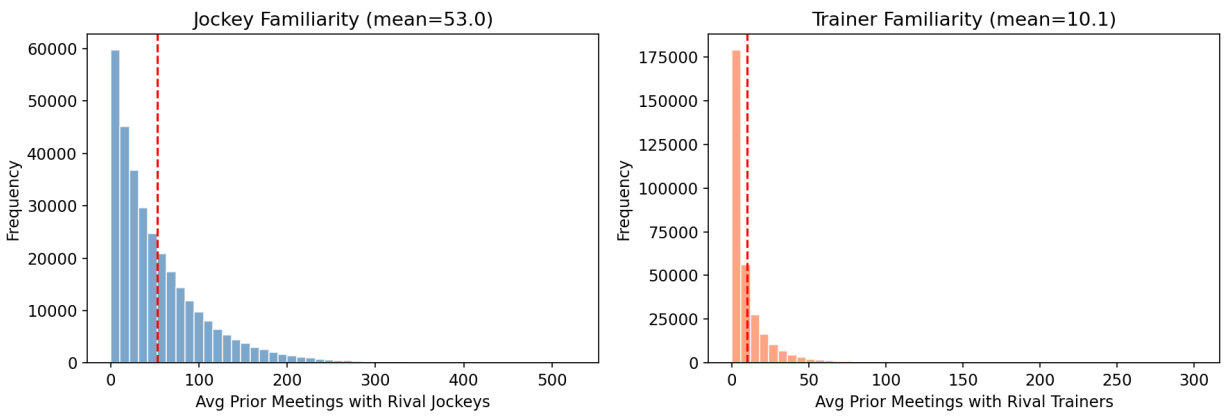 Jockey Familiarity (mean=53.0)
Frequency
60000
50000
40000
30000
20000
10000
0
0 100 200 300 400 500
Avg Prior Meetings with Rival Jockeys
Trainer Familiarity (mean=10.1)
Frequency
175000
150000
125000
100000
75000
50000
25000
0
0 50 100 150 200 250 300
Avg Prior Meetings with Rival Trainers